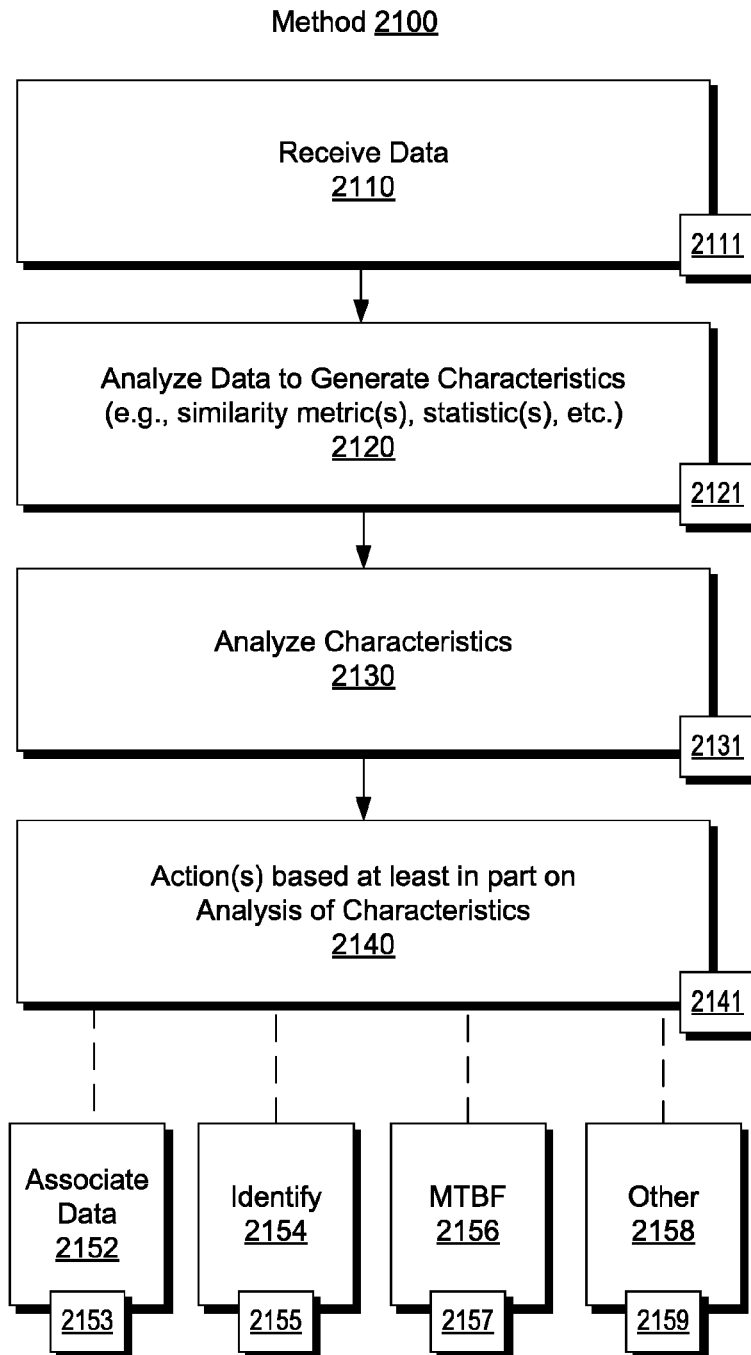 Method 2100
Receive Data
2110
2111
Analyze Data to Generate Characteristics
(e.g., similarity metric(s), statistic(s), etc.)
2120
2121
Analyze Characteristics
2130
2131
Action(s) based at least in part on
Analysis of Characteristics
2140
2141
Associate
Data
2152
2153
Identify
2154
2155
MTBF
2156
2157
Other
2158
2159